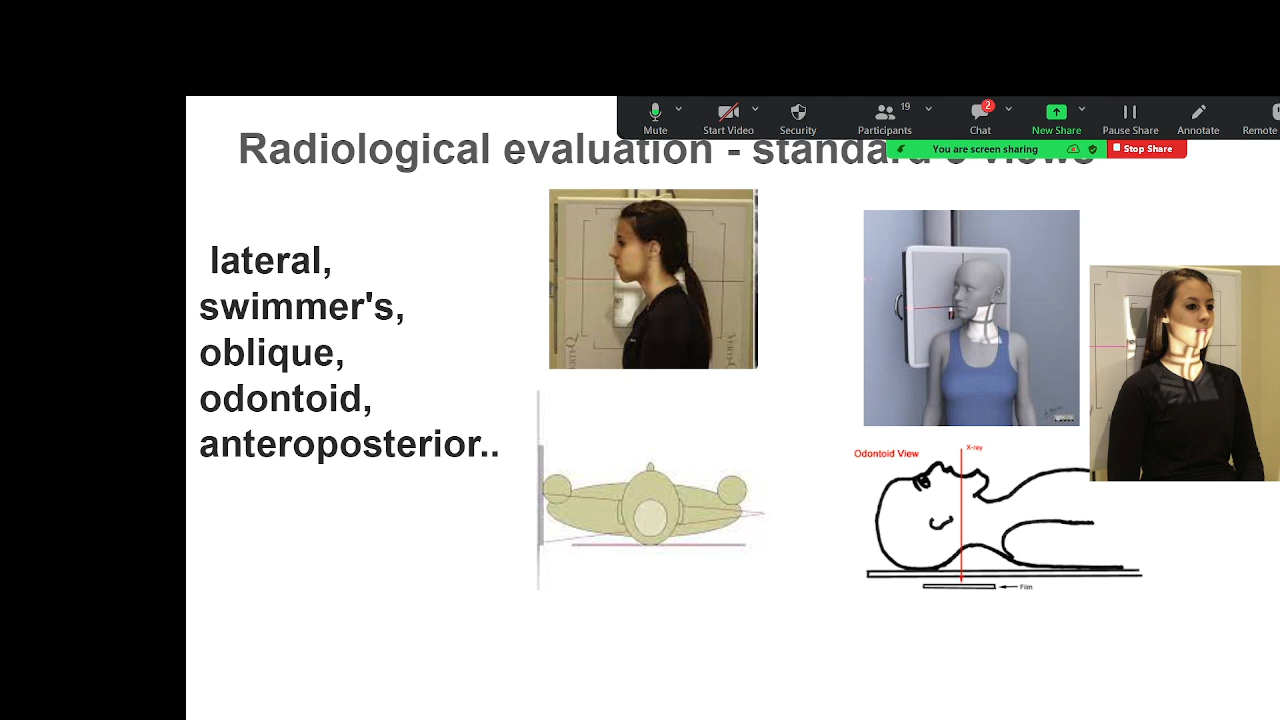 Mute
Start Video
Security
Participants
19
Chat
2
New Share
Pause Share
Annotate
Remote
You are screen sharing
Stop Share
Radiological evaluation - standard
lateral,
swimmer's,
oblique,
odontoid,
anteroposterior..
Odontoid View
X-ray
Film